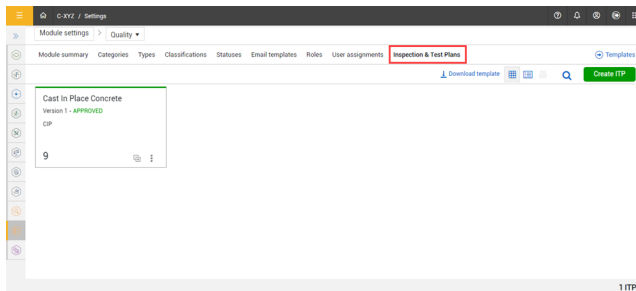 C-XYZ / Settings
Module settings > Quality
Module summary Categories Types Classifications Statuses Email templates Roles User assignments Inspection & Test Plans Templates
Download template Create ITP
Cast In Place Concrete
Version 1 - APPROVED
CIP
9
1 ITP